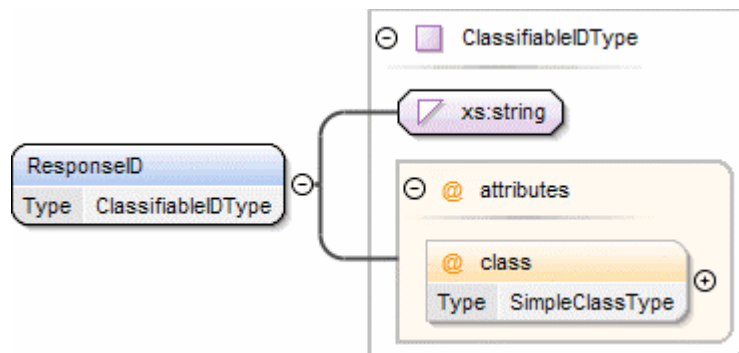 ClassifiableIDType
xs:string
ResponseID
Type ClassifiableIDType
@ attributes
@ class
Type SimpleClassType